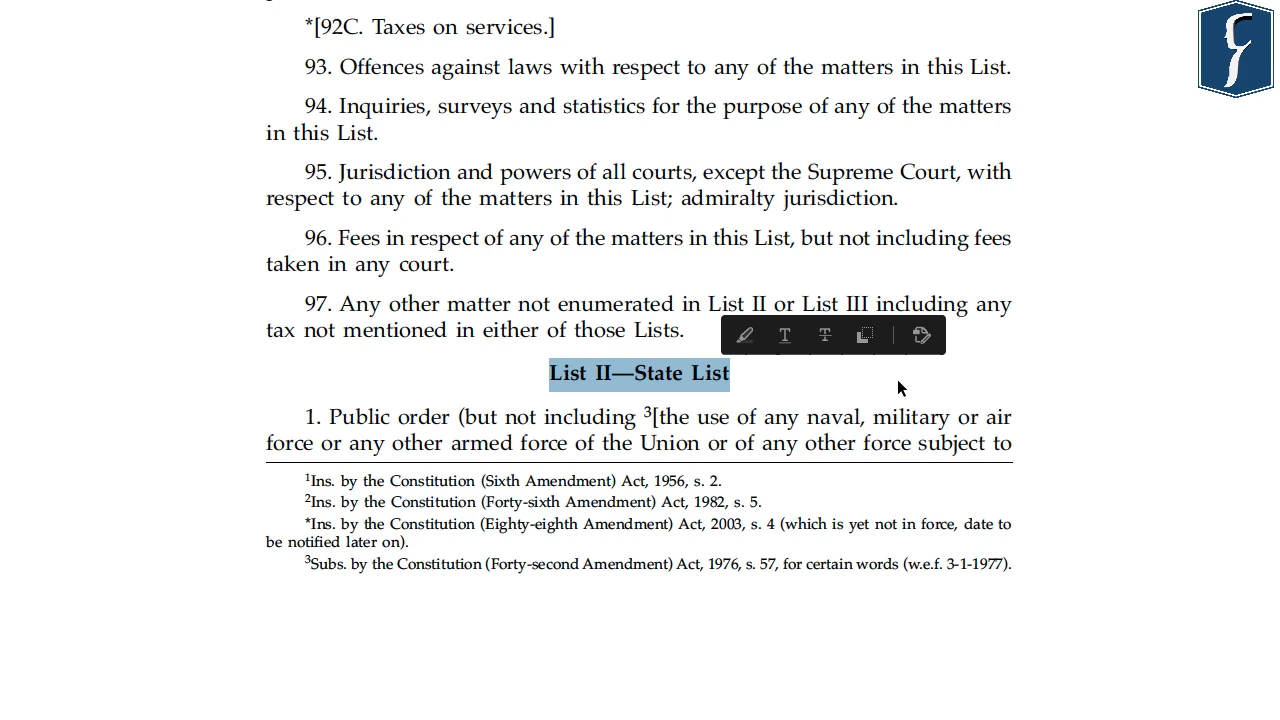 *[92C. Taxes on services.]
93. Offences against laws with respect to any of the matters in this List.
94. Inquiries, surveys and statistics for the purpose of any of the matters
in this List.
95. Jurisdiction and powers of all courts, except the Supreme Court, with
respect to any of the matters in this List; admiralty jurisdiction.
96. Fees in respect of any of the matters in this List, but not including fees
taken in any court.
97. Any other matter not enumerated in List II or List III including any
tax not mentioned in either of those Lists.
List II—State List
1. Public order (but not including ³[the use of any naval, military or air
force or any other armed force of the Union or of any other force subject to
¹Ins. by the Constitution (Sixth Amendment) Act, 1956, s. 2.
²Ins. by the Constitution (Forty-sixth Amendment) Act, 1982, s. 5.
*Ins. by the Constitution (Eighty-eighth Amendment) Act, 2003, s. 4 (which is yet not in force, date to
be notified later on).
³Subs. by the Constitution (Forty-second Amendment) Act, 1976, s. 57, for certain words (w.e.f. 3-1-1977).